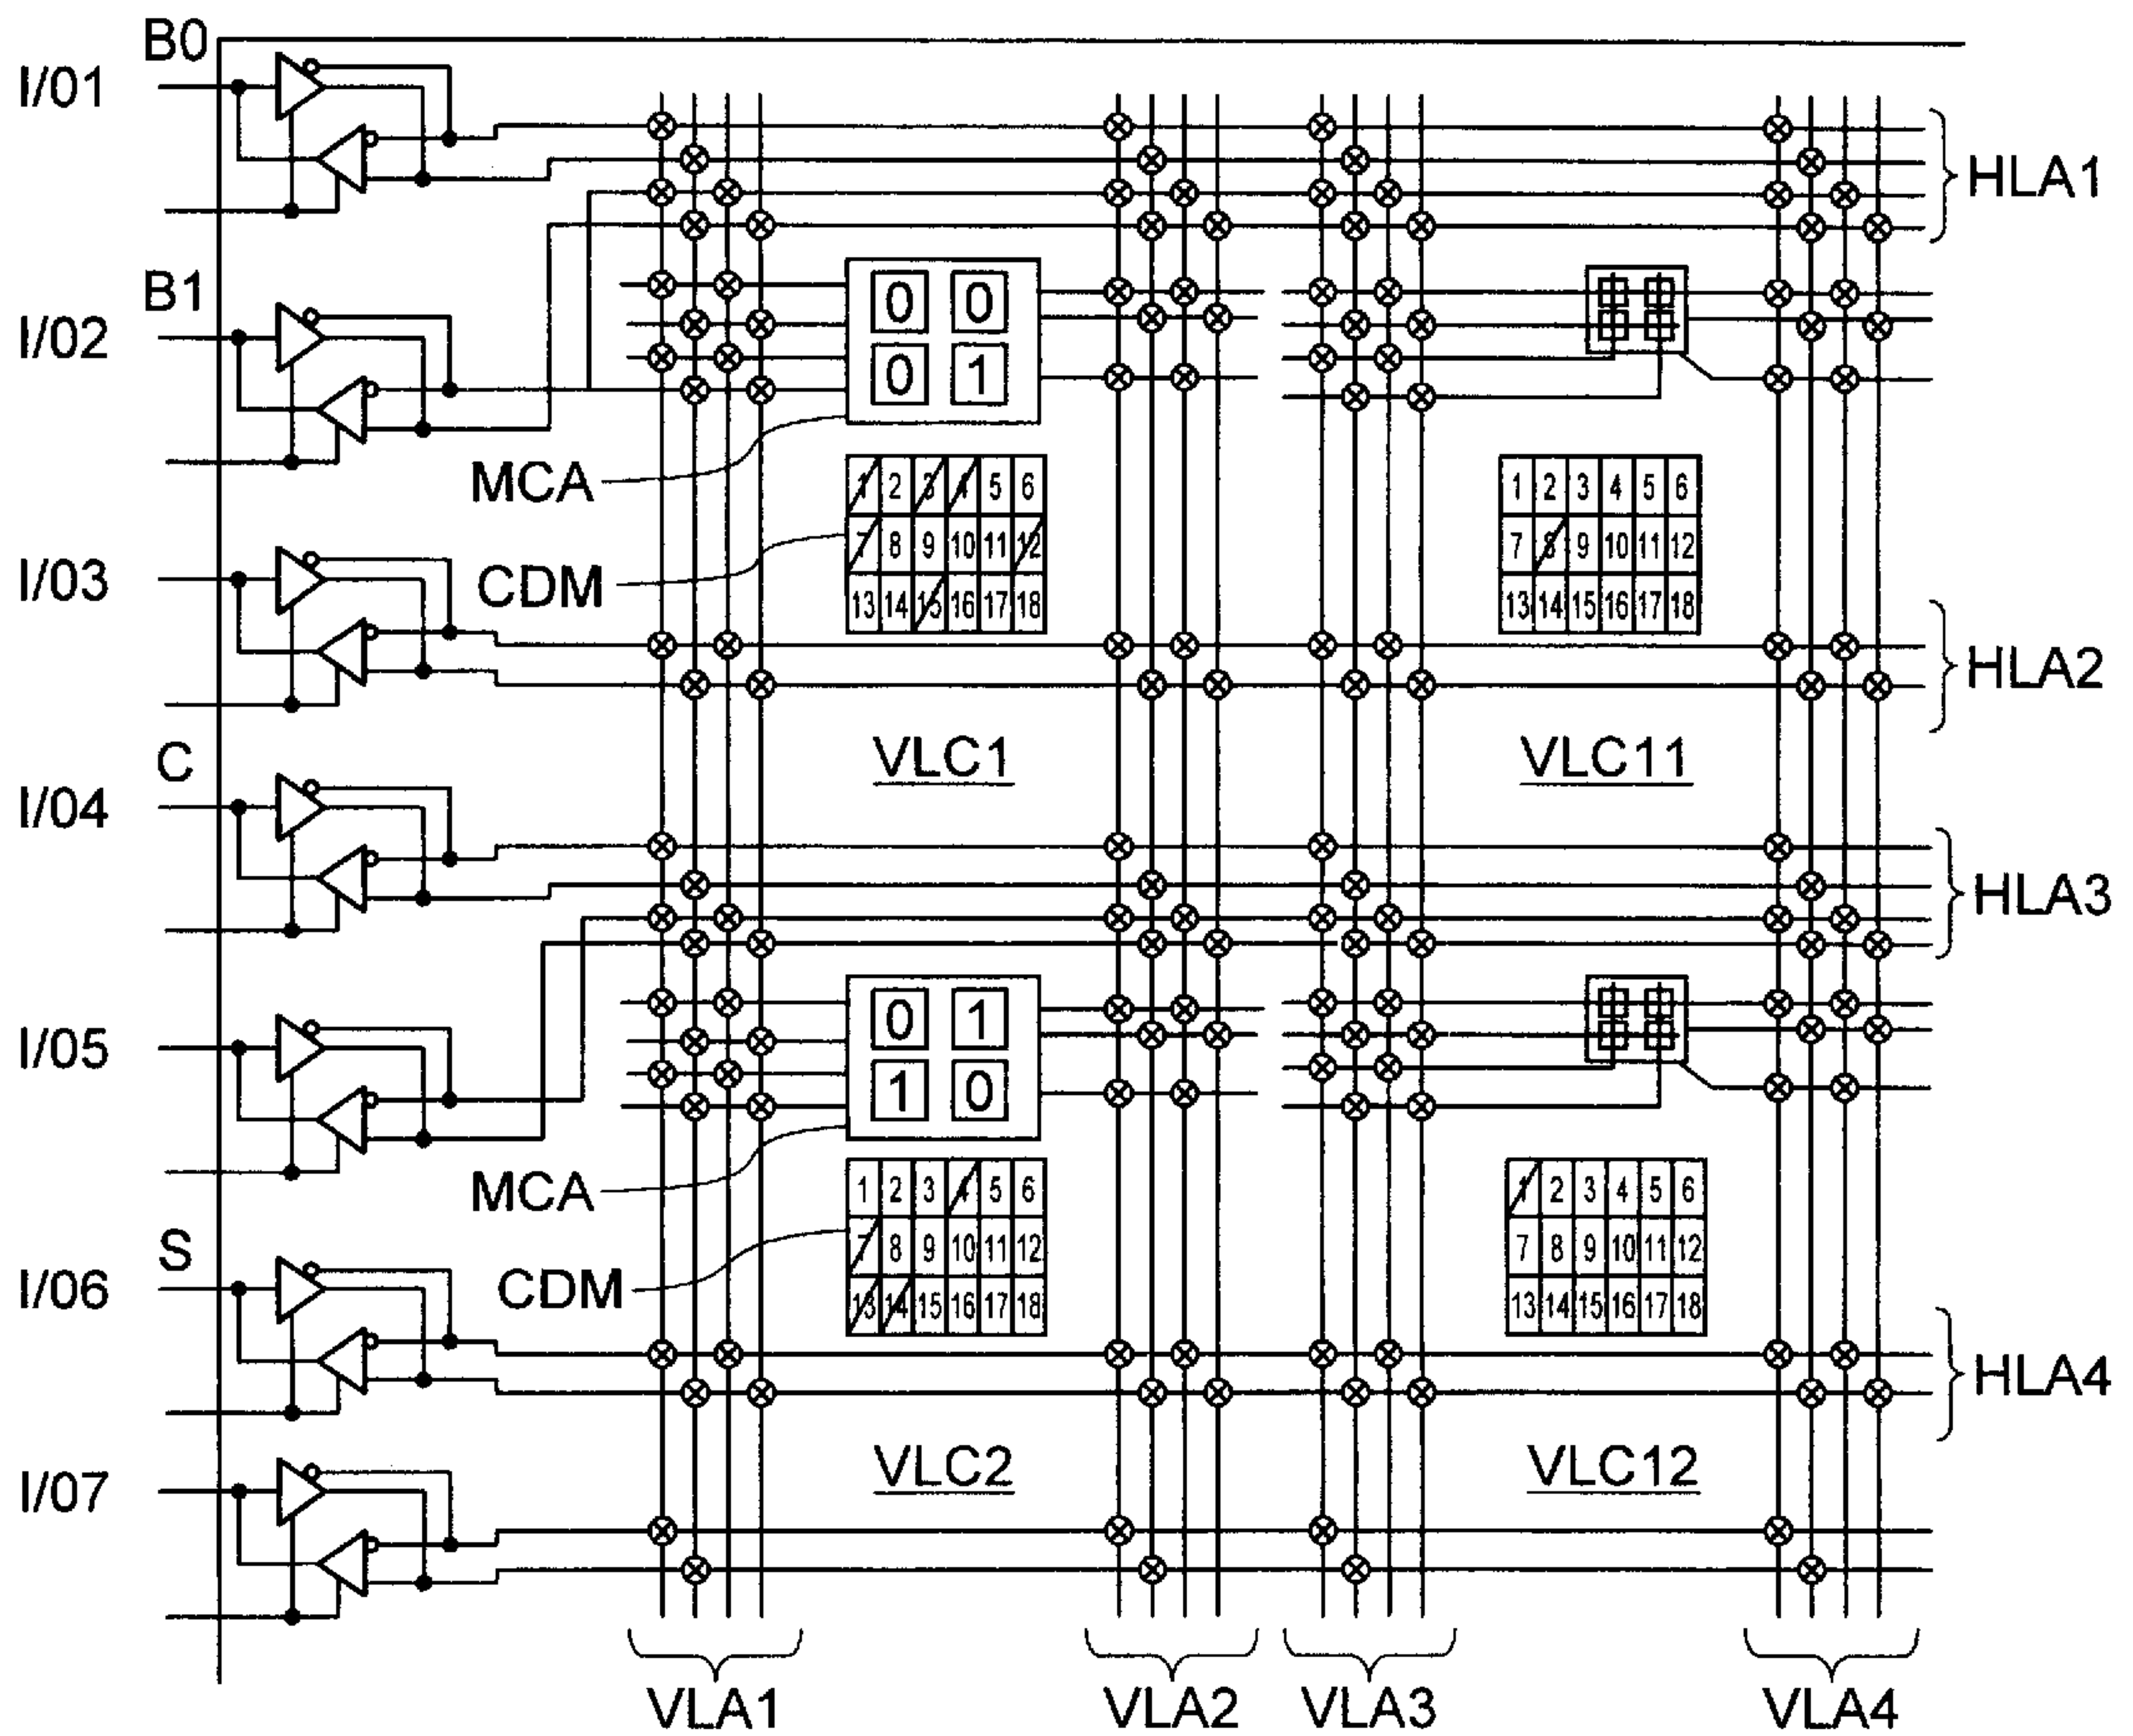 B0
I/01
HLA1
B1
I/02
0 0
0 1
MCA
1 2 3 4 5 6
7 8 9 10 11 12
13 14 15 16 17 18
1 2 3 4 5 6
7 8 9 10 11 12
13 14 15 16 17 18
CDM
I/03
HLA2
C
VLC1
VLC11
I/04
HLA3
0 1
1 0
I/05
MCA
1 2 3 4 5 6
7 8 9 10 11 12
13 14 15 16 17 18
1 2 3 4 5 6
7 8 9 10 11 12
13 14 15 16 17 18
S
CDM
I/06
HLA4
VLC2
VLC12
I/07
VLA1
VLA2
VLA3
VLA4